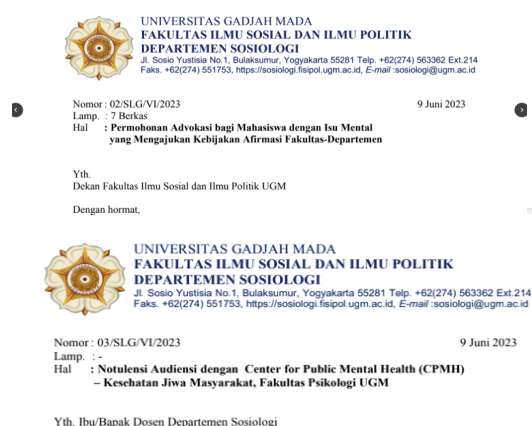 UNIVERSITAS GADJAH MADA
FAKULTAS ILMU SOSIAL DAN ILMU POLITIK
DEPARTEMEN SOSIOLOGI
Jl. Sosio Yustisia No.1, Bulaksumur, Yogyakarta 55281 Telp. +62(274) 563362 Ext.214
Faks. +62(274) 551753, https://sosiologi.fisipol.ugm.ac.id, E-mail :sosiologi@ugm.ac.id
Nomor : 02/SLG/VI/2023 9 Juni 2023
Lamp. : 7 Berkas
Hal : Permohonan Advokasi bagi Mahasiswa dengan Isu Mental
yang Mengajukan Kebijakan Afirmasi Fakultas-Departemen
Yth.
Dekan Fakultas Ilmu Sosial dan Ilmu Politik UGM
Dengan hormat,
UNIVERSITAS GADJAH MADA
FAKULTAS ILMU SOSIAL DAN ILMU POLITIK
DEPARTEMEN SOSIOLOGI
Jl. Sosio Yustisia No.1, Bulaksumur, Yogyakarta 55281 Telp. +62(274) 563362 Ext.214
Faks. +62(274) 551753, https://sosiologi.fisipol.ugm.ac.id, E-mail :sosiologi@ugm.ac.id
Nomor : 03/SLG/VI/2023 9 Juni 2023
Lamp. : -
Hal : Notulensi Audiensi dengan Center for Public Mental Health (CPMH)
– Kesehatan Jiwa Masyarakat, Fakultas Psikologi UGM
Yth. Ibu/Bapak Dosen Departemen Sosiologi